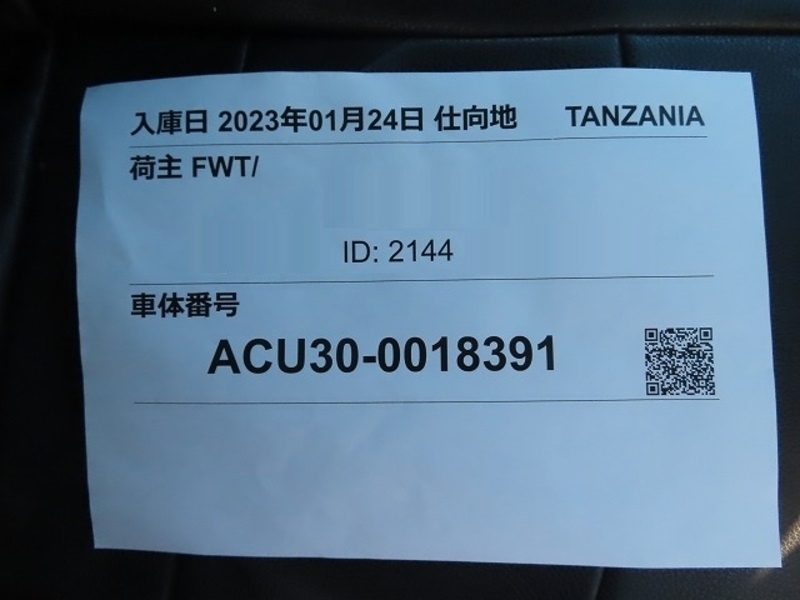 入庫日 2023年01月24日 仕向地 TANZANIA
荷主 FWT/
ID: 2144
車体番号
ACU30-0018391